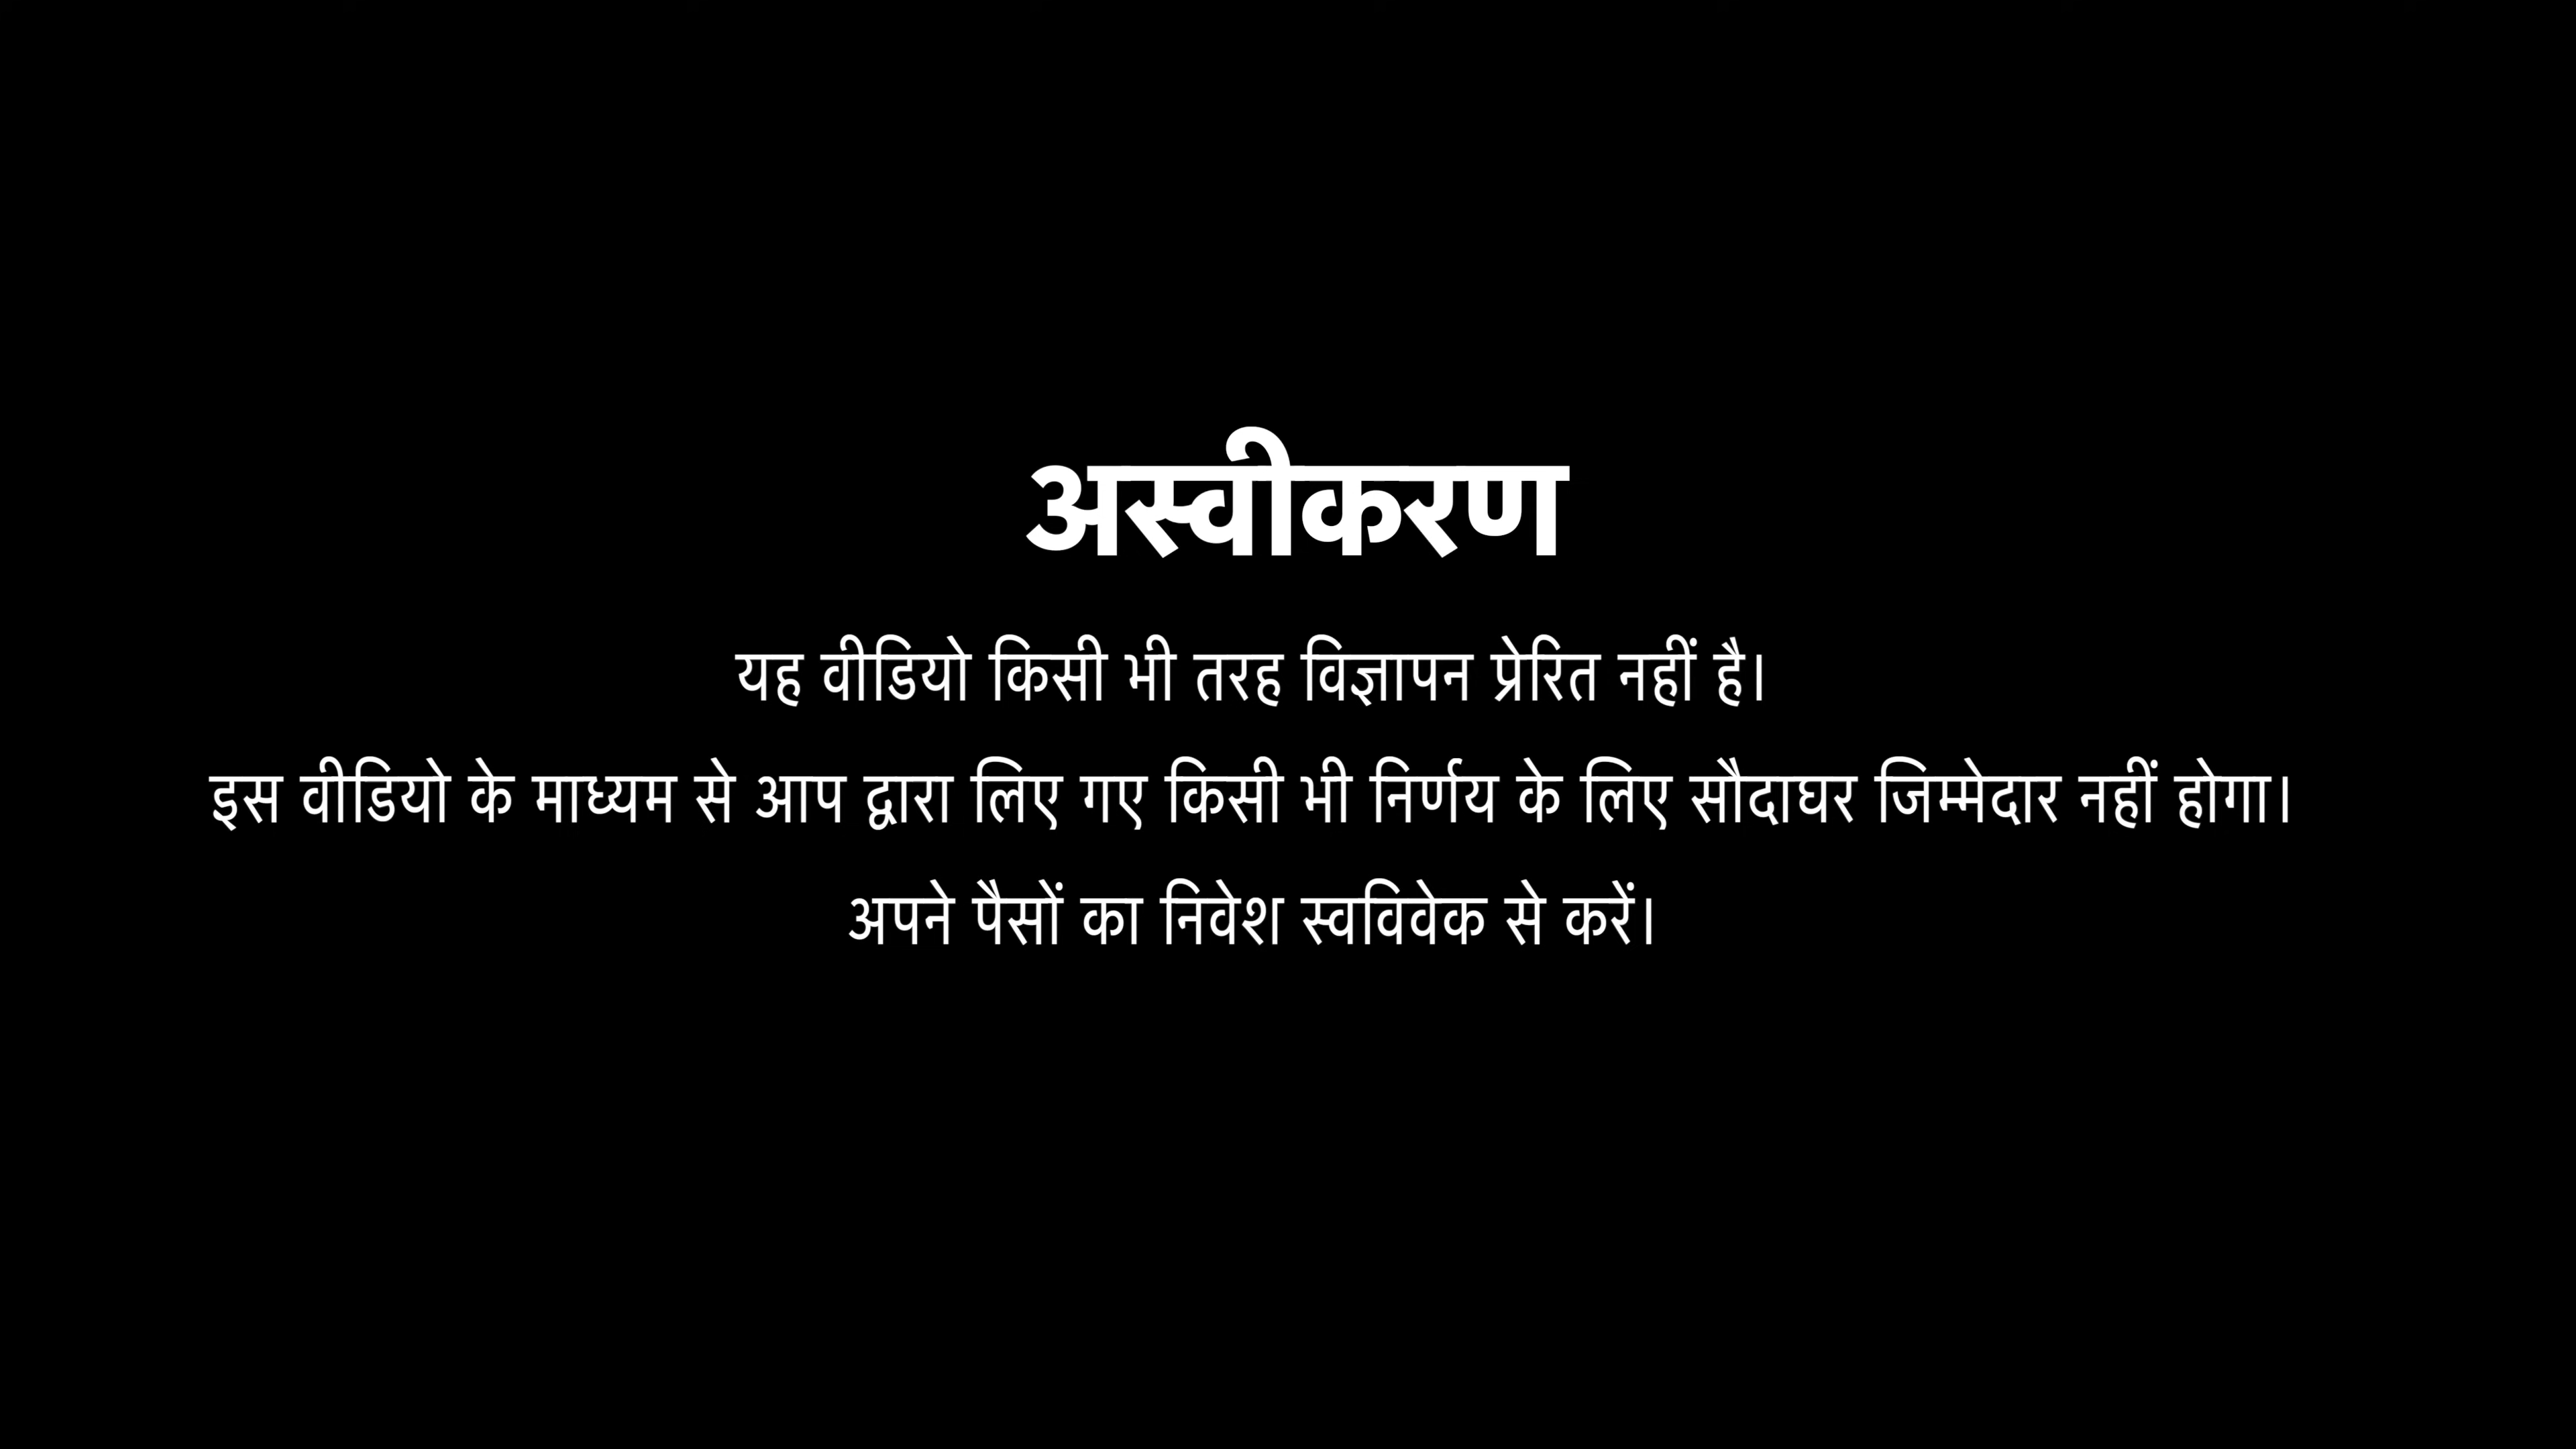 अस्वीकरण
यह वीडियो किसी भी तरह विज्ञापन प्रेरित नहीं है।
इस वीडियो के माध्यम से आप द्वारा लिए गए किसी भी निर्णय के लिए सौदाघर जिम्मेदार नहीं होगा।
अपने पैसों का निवेश स्वविवेक से करें।